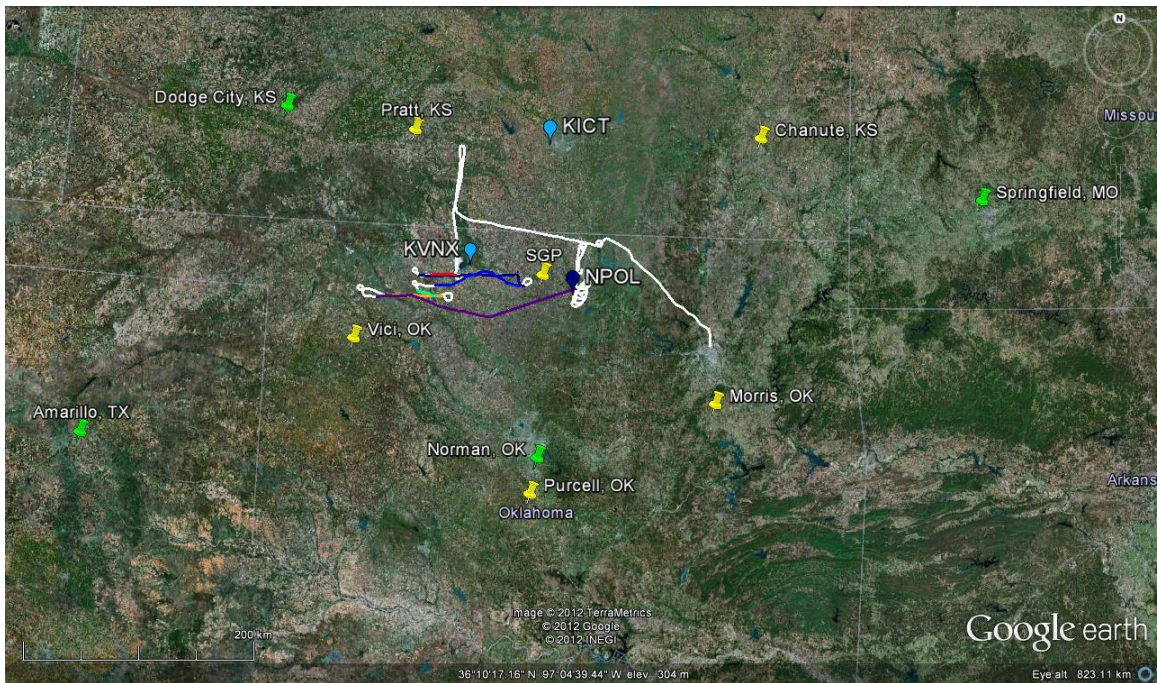 N
Dodge City, KS
Pratt, KS
KICT
Chanute, KS
Missou
Springfield, MO
KVNX
SGP
NPOL
Vici, OK
Morris, OK
Amarillo, TX
Norman, OK
Purcell, OK
Oklahoma
Arkans
Image © 2012 TerraMetrics
© 2012 Google
© 2012 INEGI
200 km
Google earth
36°10'17.16" N 97°04'39.44" W elev 304 m
Eye alt 823.11 km